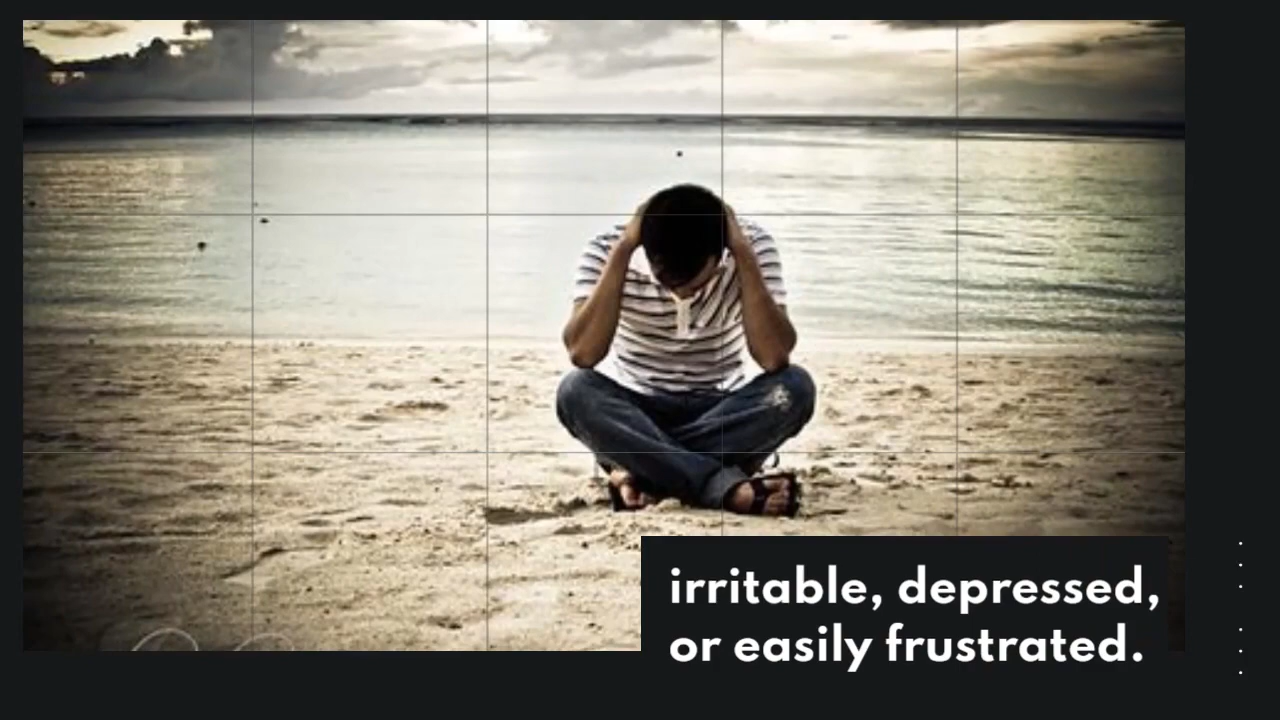 irritable, depressed,
or easily frustrated.